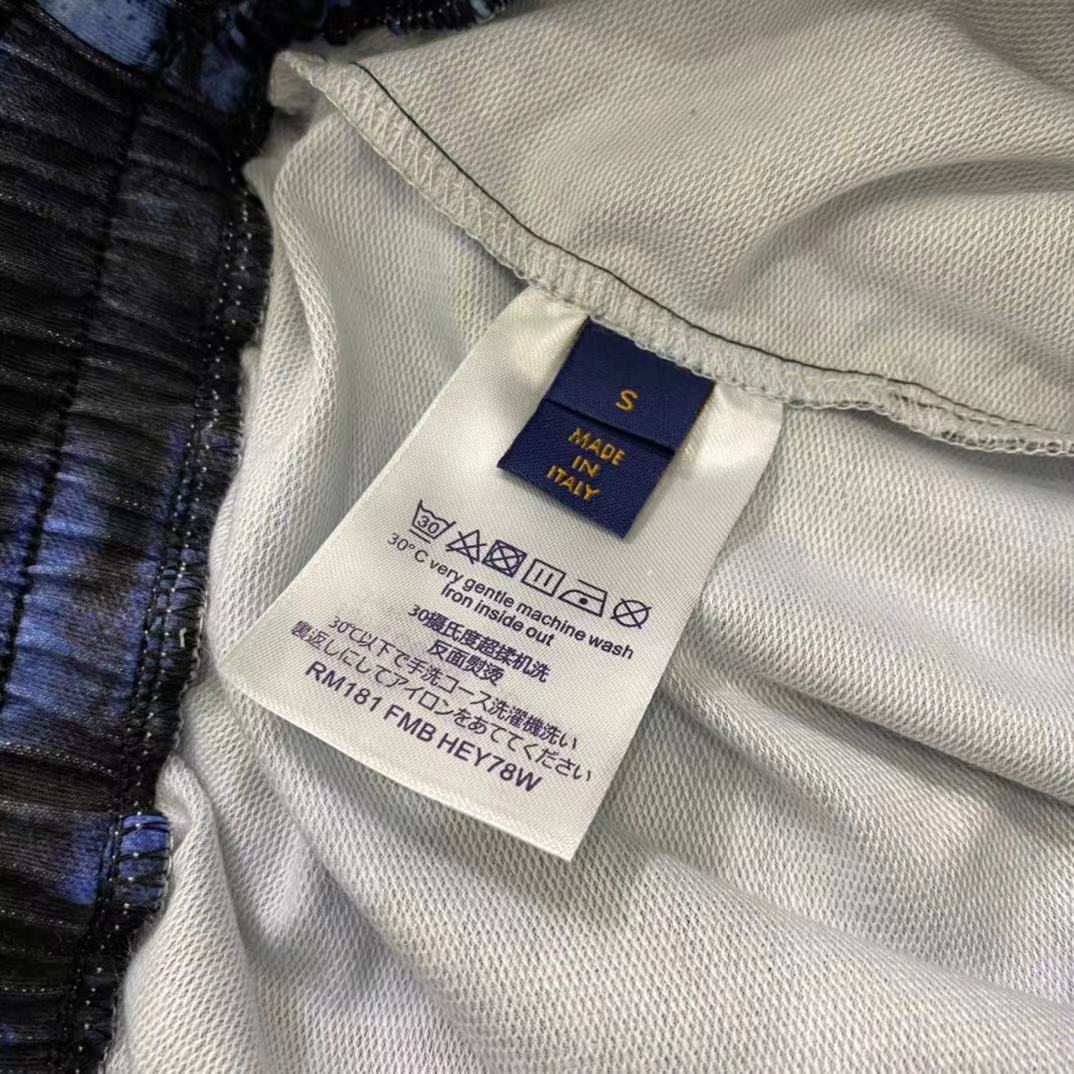 S
MADE
IN
ITALY
30
30°C very gentle machine wash
Iron inside out
30摄氏度超揉机洗
反面熨烫
30℃以下で手洗コース洗濯機洗い
裏返しにしてアイロンをあててください
RM181 FMB HEY78W